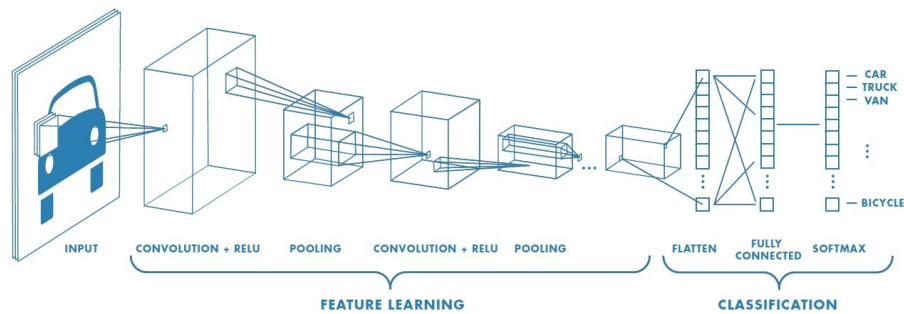 CAR
TRUCK
VAN
BICYCLE
INPUT
CONVOLUTION + RELU
POOLING
CONVOLUTION + RELU
POOLING
FLATTEN
FULLY
CONNECTED
SOFTMAX
FEATURE LEARNING
CLASSIFICATION